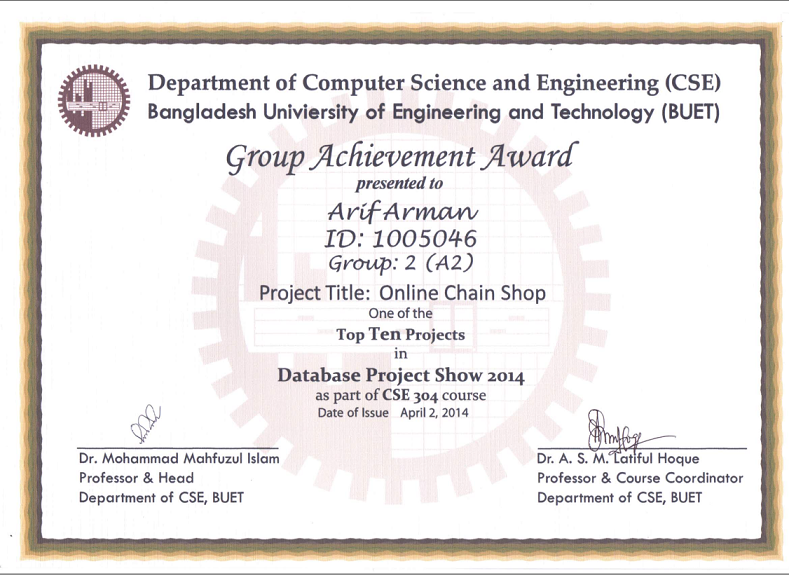 Department of Computer Science and Engineering (CSE)
Bangladesh Univiersity of Engineering and Technology (BUET)
Group Achievement Award
presented to
Arif Arman
ID: 1005046
Group: 2 (A2)
Project Title: Online Chain Shop
One of the
Top Ten Projects
in
Database Project Show 2014
as part of CSE 304 course
Date of Issue April 2, 2014
Dr. Mohammad Mahfuzul Islam
Professor & Head
Department of CSE, BUET
Dr. A. S. M. Latiful Hoque
Professor & Course Coordinator
Department of CSE, BUET